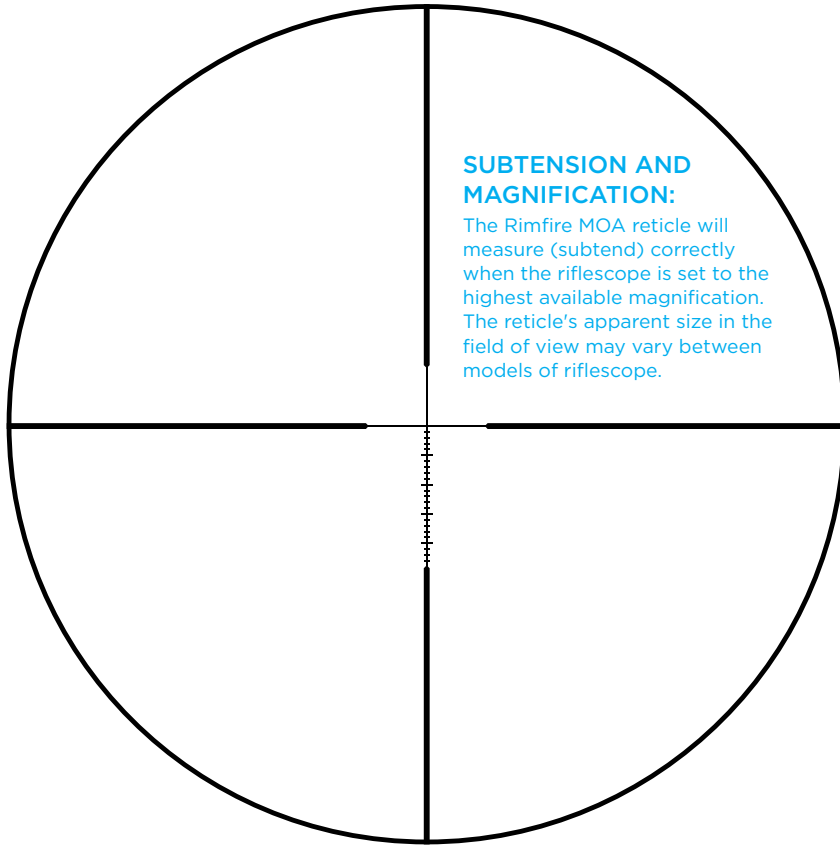 SUBTENSION AND
MAGNIFICATION:
The Rimfire MOA reticle will
measure (subtend) correctly
when the riflescope is set to the
highest available magnification.
The reticle's apparent size in the
field of view may vary between
models of riflescope.